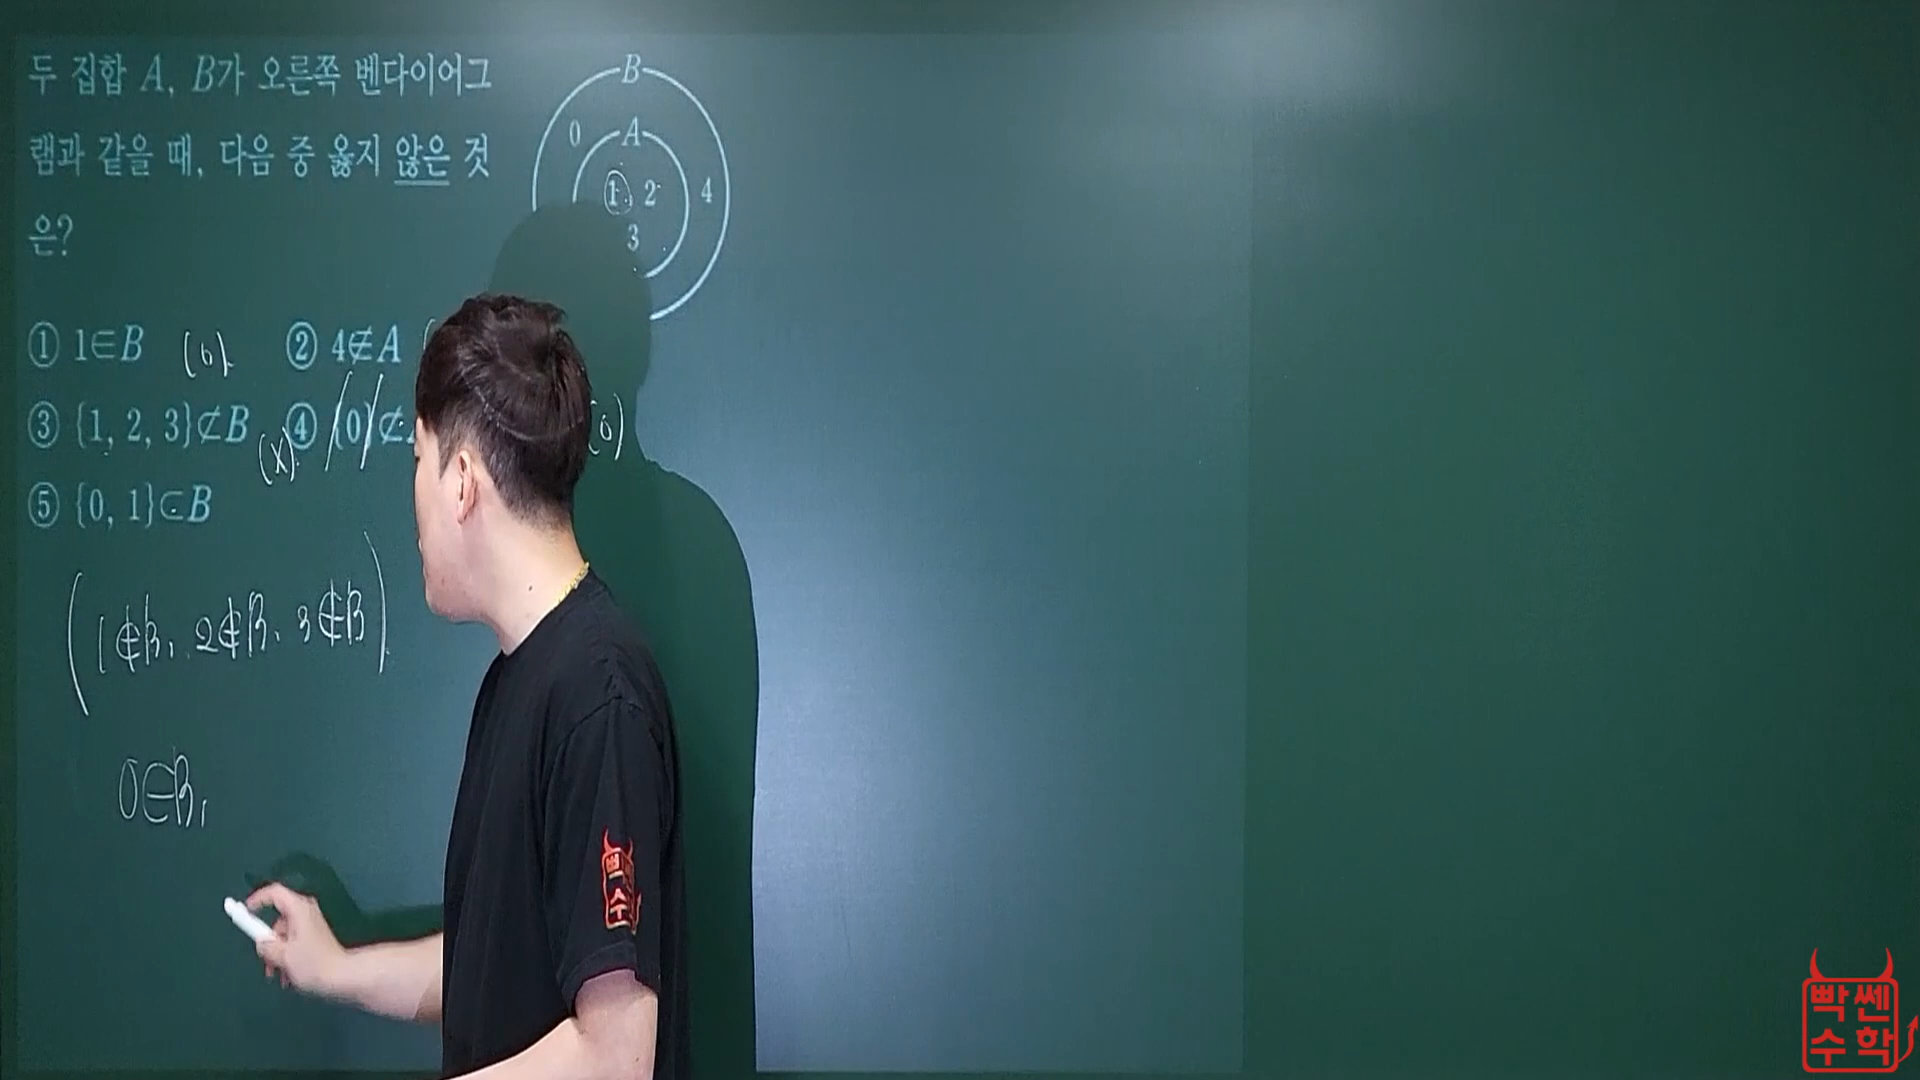 두 집합 A, B가 오른쪽 벤다이어그
램과 같을 때, 다음 중 옳지 않은 것
은?
B
0 A
1 2 4
3
① 1∈B (o) ② 4∉A
③ {1, 2, 3}⊄B (x) ④ {0}⊄ (o)
⑤ {0, 1}⊂B
(1∉B, 2∉B, 3∉B)
0∈B,
빡쎈
수학